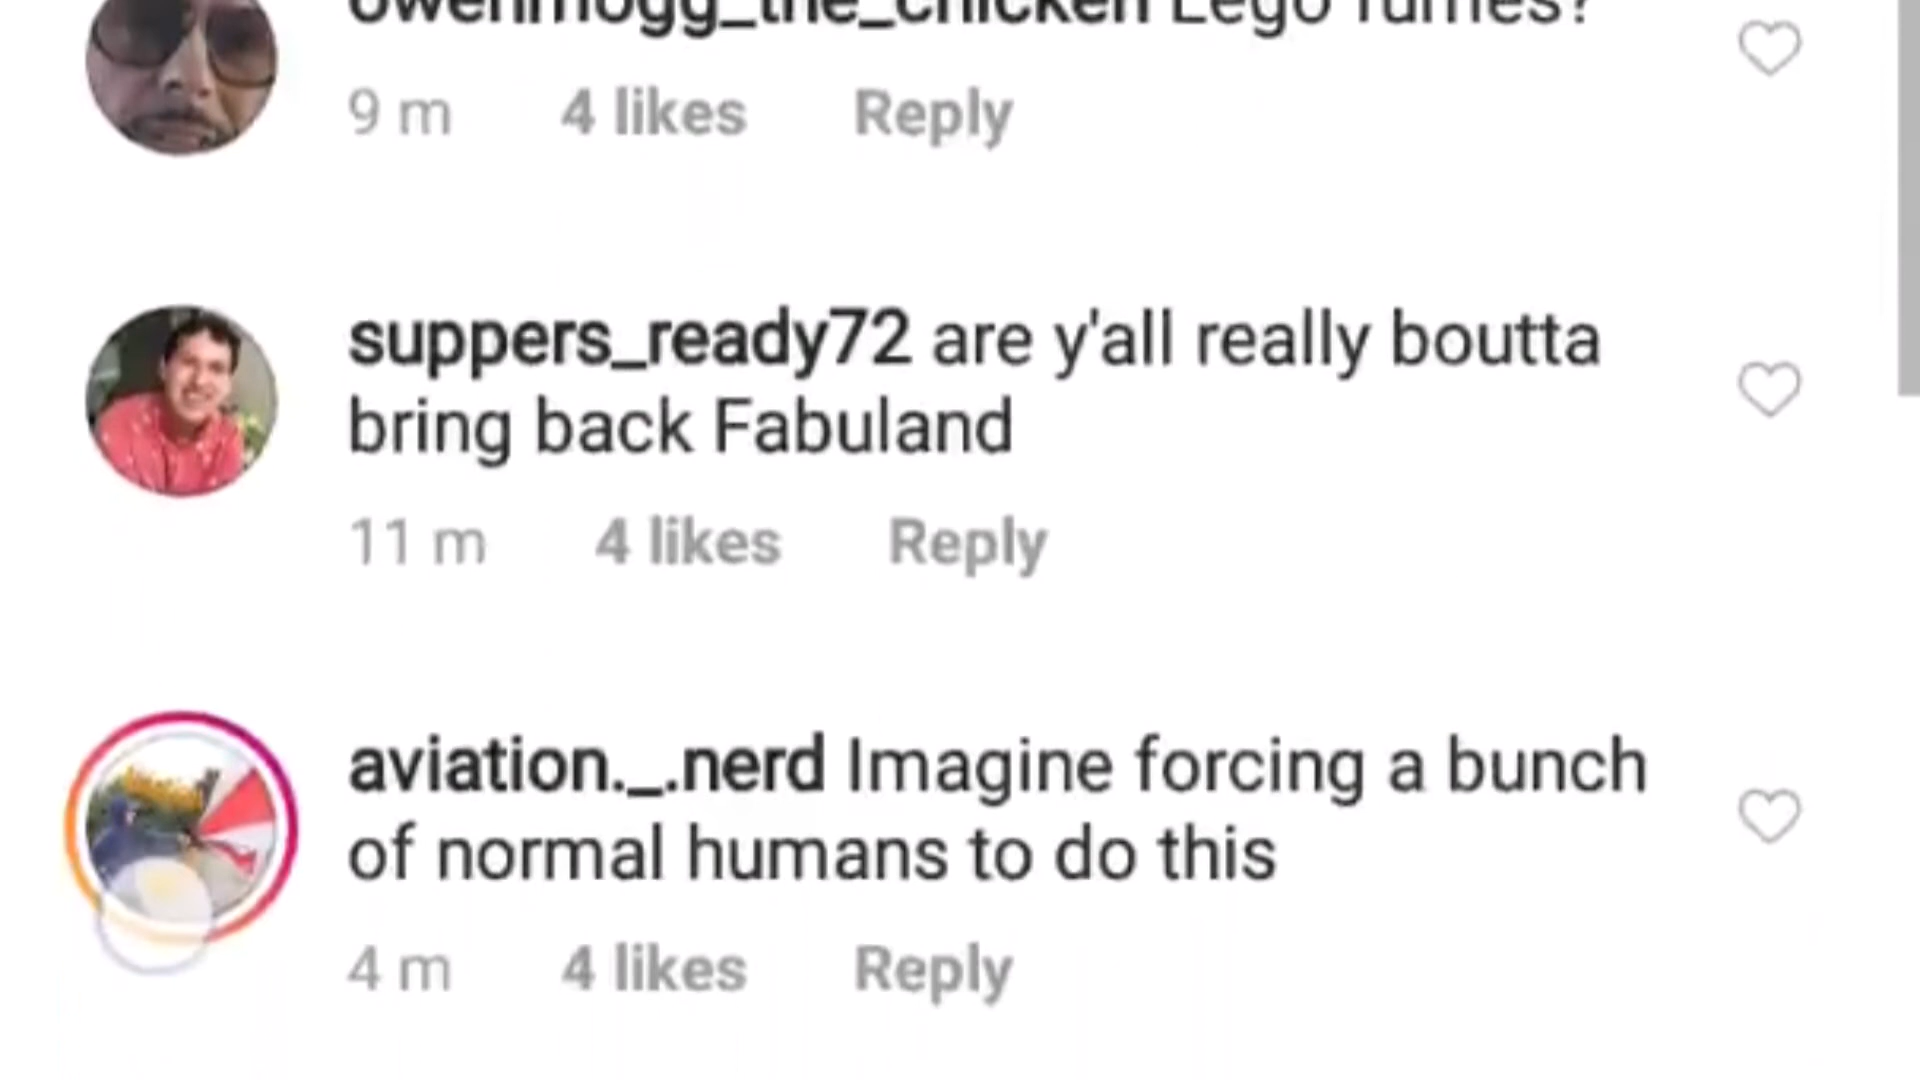 owenmogg_the_chicken Lego fumes?
9 m 4 likes Reply
suppers_ready72 are y'all really boutta
bring back Fabuland
11 m 4 likes Reply
aviation._.nerd Imagine forcing a bunch
of normal humans to do this
4 m 4 likes Reply